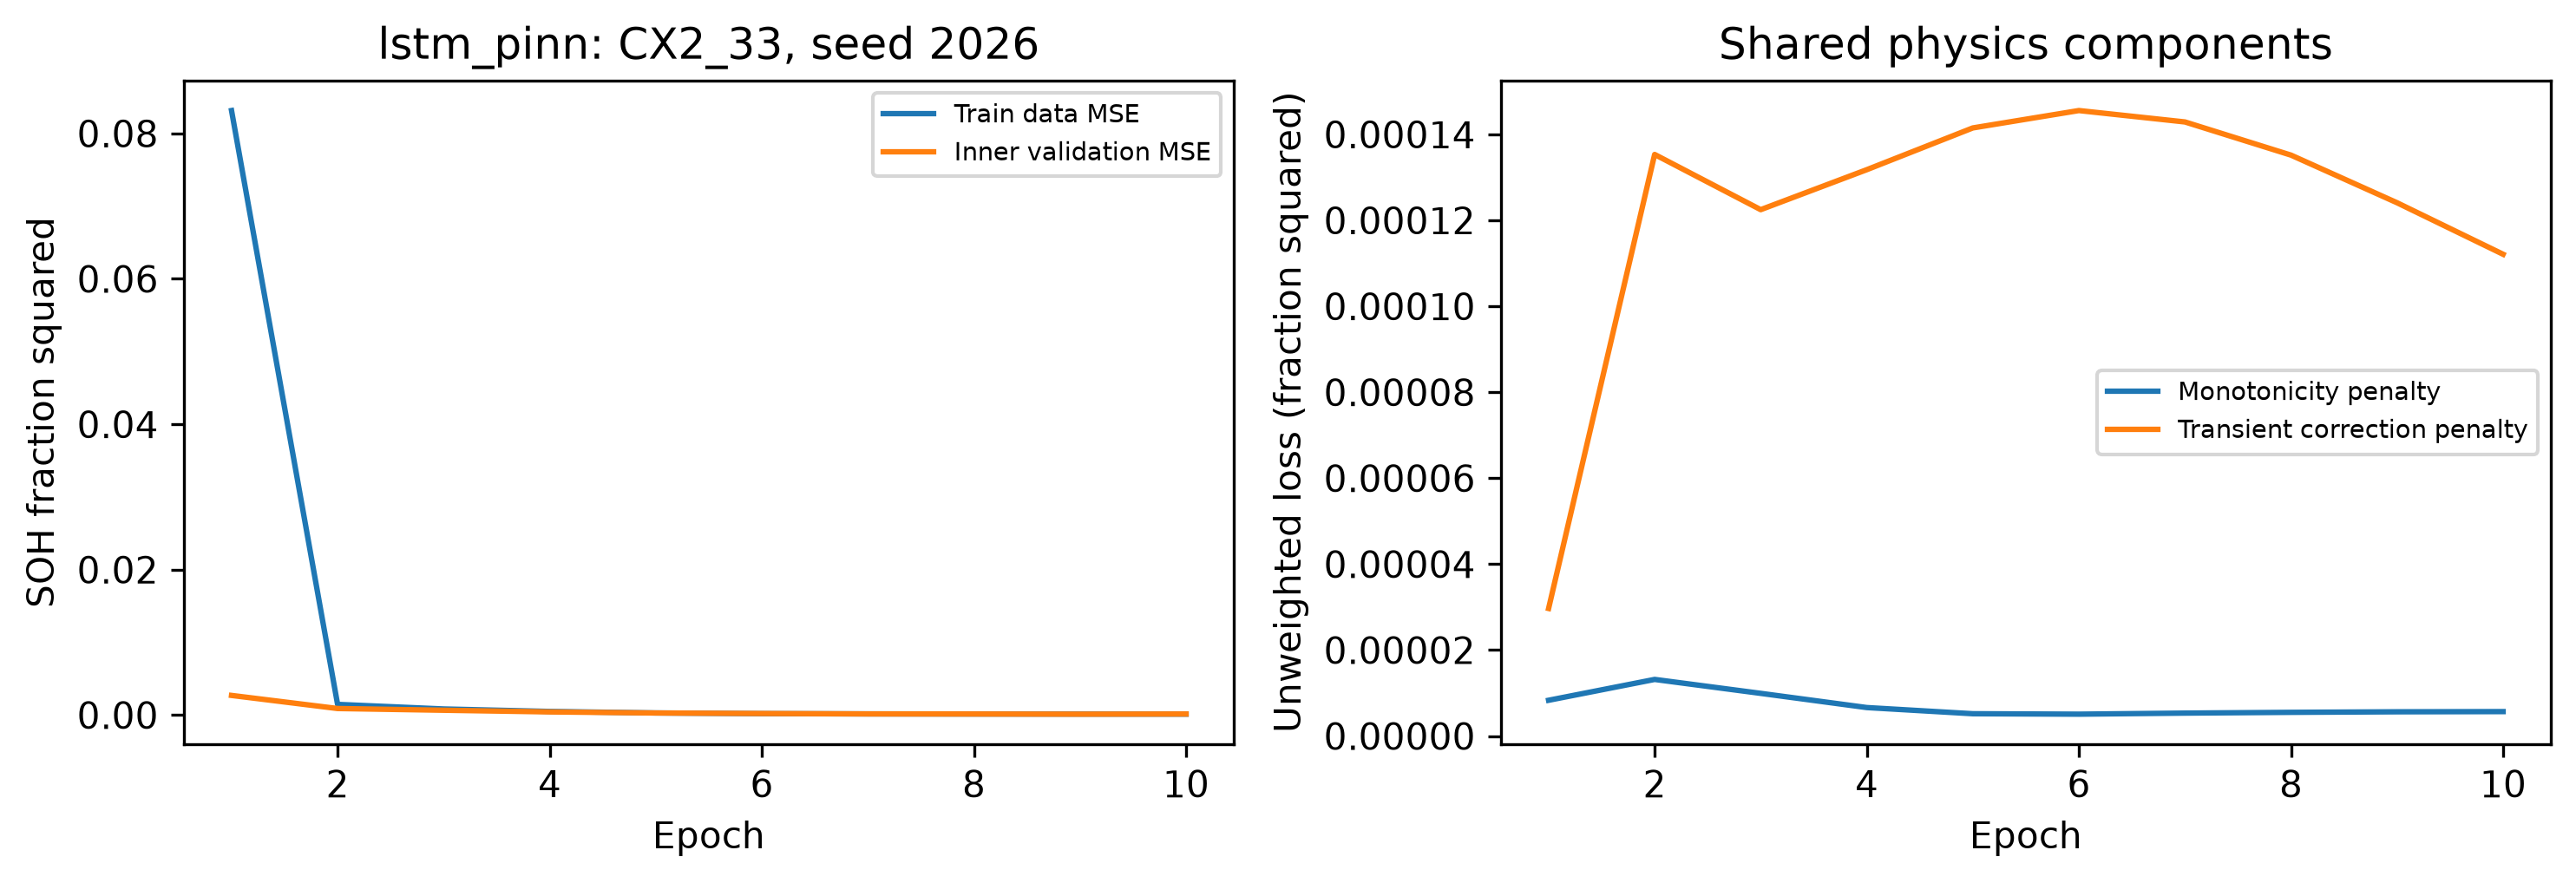 lstm_pinn: CX2_33, seed 2026
SOH fraction squared
0.08
0.06
0.04
0.02
0.00
Train data MSE
Inner validation MSE
2 4 6 8 10
Epoch
Shared physics components
Unweighted loss (fraction squared)
0.00014
0.00012
0.00010
0.00008
0.00006
0.00004
0.00002
0.00000
Monotonicity penalty
Transient correction penalty
2 4 6 8 10
Epoch